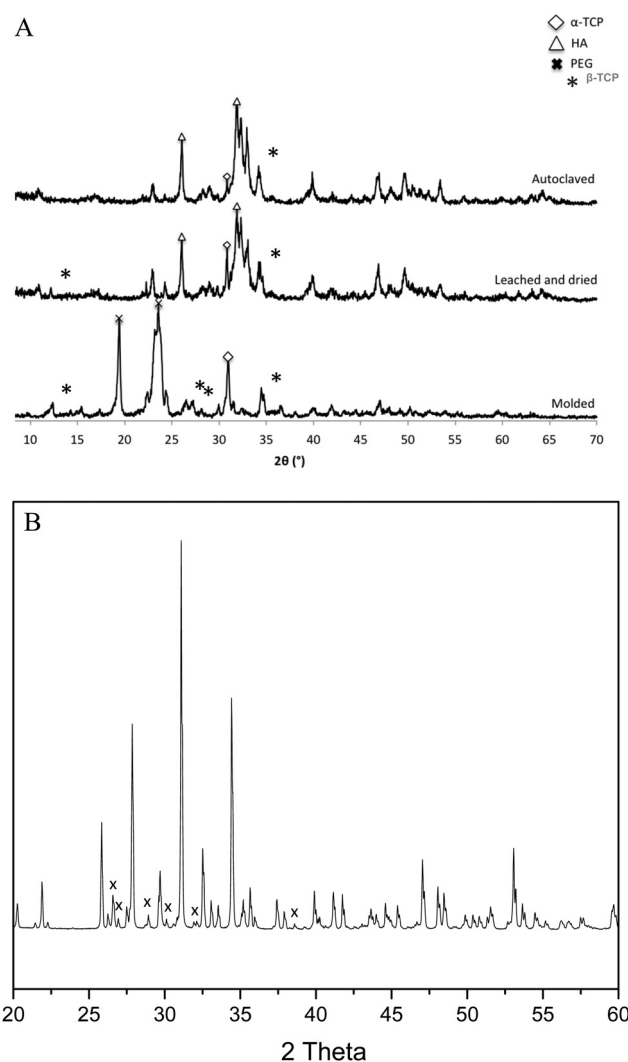 A
α-TCP
HA
PEG
* β-TCP
*
Autoclaved
* *
Leached and dried
* * * *
Molded
10 15 20 25 30 35 40 45 50 55 60 65 70
2θ (°)
B
x x x x x x
20 25 30 35 40 45 50 55 60
2 Theta